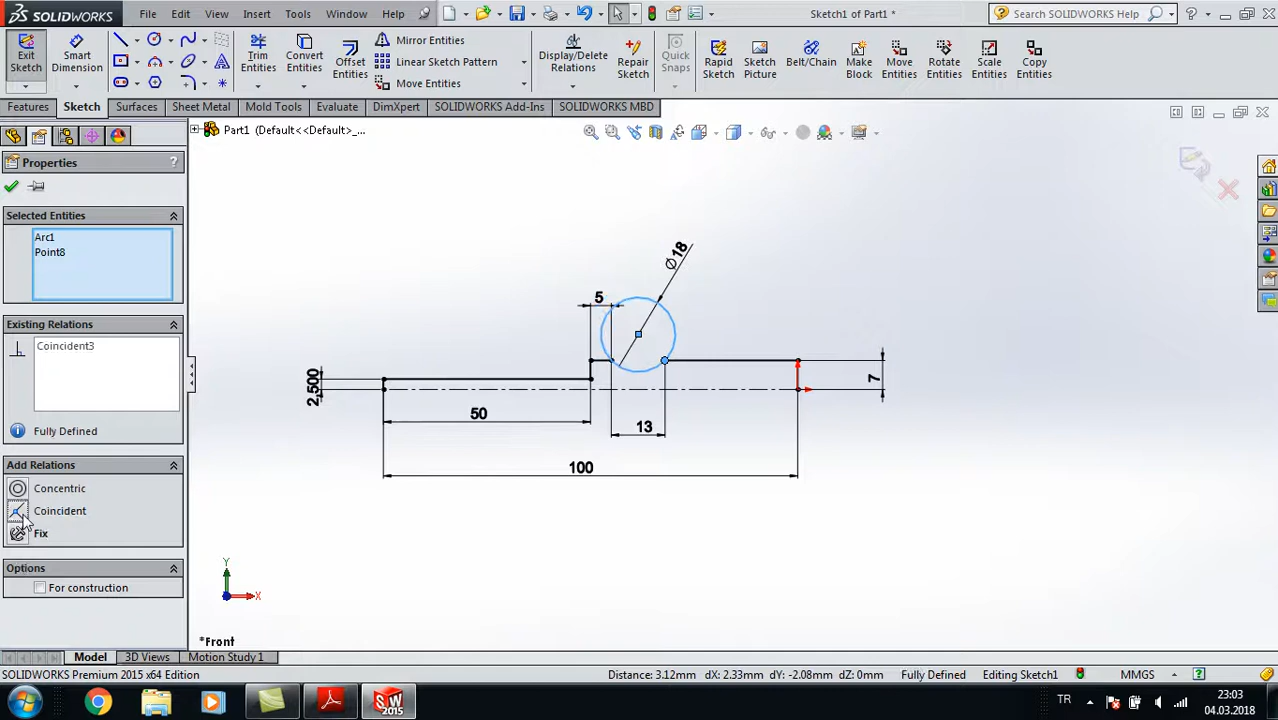 SOLIDWORKS
File
Edit
View
Insert
Tools
Window
Help
Sketch1 of Part1 *
Search SOLIDWORKS Help
Exit Sketch
Smart Dimension
Trim Entities
Convert Entities
Offset Entities
Mirror Entities
Linear Sketch Pattern
Move Entities
Display/Delete Relations
Repair Sketch
Quick Snaps
Rapid Sketch
Sketch Picture
Belt/Chain
Make Block
Move Entities
Rotate Entities
Scale Entities
Copy Entities
Features
Sketch
Surfaces
Sheet Metal
Mold Tools
Evaluate
DimXpert
SOLIDWORKS Add-Ins
SOLIDWORKS MBD
Part1 (Default<<Default>_...
Properties
?
Selected Entities
Arc1
Point8
Existing Relations
Coincident3
Fully Defined
Add Relations
Concentric
Coincident
Fix
Options
For construction
∅18
5
2,500
7
50
13
100
Y
X
*Front
Model
3D Views
Motion Study 1
SOLIDWORKS Premium 2015 x64 Edition
Distance: 3.12mm
dX: 2.33mm
dY: -2.08mm
dZ: 0mm
Fully Defined
Editing Sketch1
MMGS
TR
23:03
04.03.2018
SW
2015